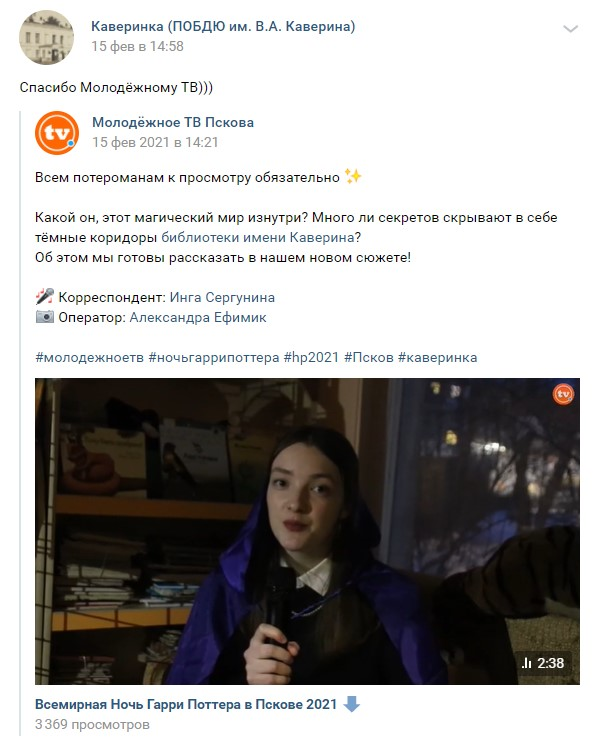 Каверинка (ПОБДЮ им. В.А. Каверина)
15 фев в 14:58
Спасибо Молодёжному ТВ)))
tv
Молодёжное ТВ Пскова
15 фев 2021 в 14:21
Всем потероманам к просмотру обязательно ✨
Какой он, этот магический мир изнутри? Много ли секретов скрывают в себе
тёмные коридоры библиотеки имени Каверина?
Об этом мы готовы рассказать в нашем новом сюжете!
🎤 Корреспондент: Инга Сергунина
📷 Оператор: Александра Ефимик
#молодежноетв #ночьгаррипоттера #hp2021 #Псков #каверинка
tv
2:38
Всемирная Ночь Гарри Поттера в Пскове 2021 ⬇
3 369 просмотров